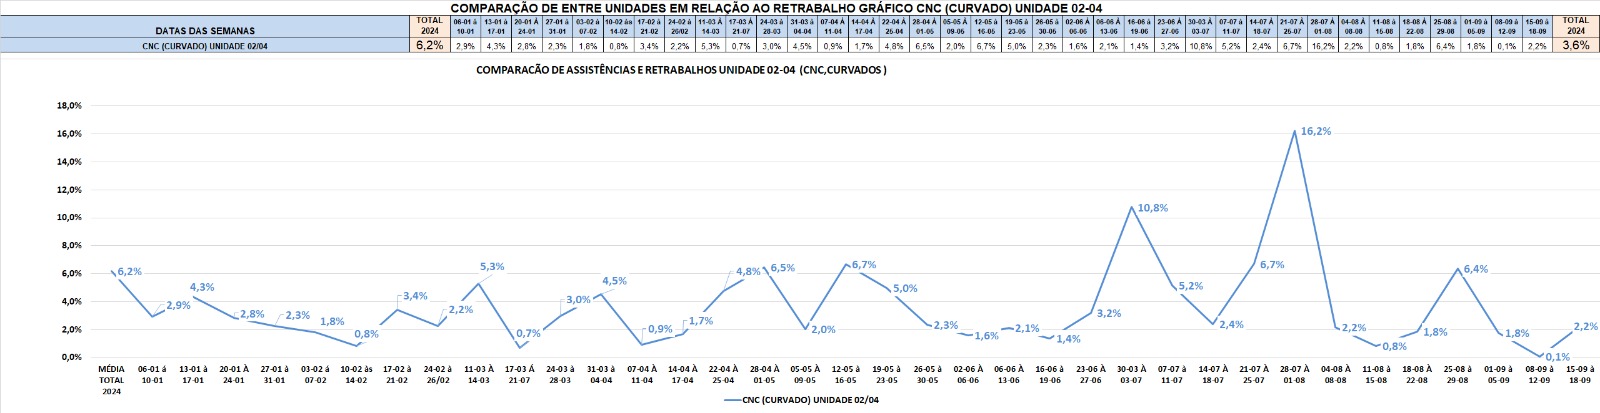 COMPARAÇÃO DE ENTRE UNIDADES EM RELAÇÃO AO RETRABALHO GRÁFICO CNC (CURVADO) UNIDADE 02-04
DATAS DAS SEMANAS TOTAL 2024 06-01 á 10-01 13-01 á 17-01 20-01 Á 24-01 27-01 á 31-01 03-02 á 07-02 10-02 às 14-02 17-02 á 21-02 24-02 á 26/02 11-03 Á 14-03 17-03 Á 21-07 24-03 Á 28-03 31-03 Á 04-04 07-04 Á 11-04 14-04 Á 17-04 22-04 Á 25-04 28-04 Á 01-05 05-05 Á 09-05 12-05 á 16-05 19-05 á 23-05 26-05 á 30-05 02-06 Á 06-06 06-06 Á 13-06 16-06 á 19-06 23-06 Á 27-06 30-03 Á 03-07 07-07 á 11-07 14-07 Á 18-07 21-07 Á 25-07 28-07 Á 01-08 04-08 Á 08-08 11-08 á 15-08 18-08 Á 22-08 25-08 á 29-08 01-09 á 05-09 08-09 á 12-09 15-09 á 18-09 TOTAL 2024
CNC (CURVADO) UNIDADE 02/04 6,2% 2,9% 4,3% 2,8% 2,3% 1,8% 0,8% 3,4% 2,2% 5,3% 0,7% 3,0% 4,5% 0,9% 1,7% 4,8% 6,5% 2,0% 6,7% 5,0% 2,3% 1,6% 2,1% 1,4% 3,2% 10,8% 5,2% 2,4% 6,7% 16,2% 2,2% 0,8% 1,8% 6,4% 1,8% 0,1% 2,2% 3,6%
COMPARACÃO DE ASSISTÊNCIAS E RETRABALHOS UNIDADE 02-04 (CNC,CURVADOS )
18,0%
16,0%
14,0%
12,0%
10,0%
8,0%
6,0%
4,0%
2,0%
0,0%
6,2% 2,9% 4,3% 2,8% 2,3% 1,8% 0,8% 3,4% 2,2% 5,3% 0,7% 3,0% 4,5% 0,9% 1,7% 4,8% 6,5% 2,0% 6,7% 5,0% 2,3% 1,6% 2,1% 1,4% 3,2% 10,8% 5,2% 2,4% 6,7% 16,2% 2,2% 0,8% 1,8% 6,4% 1,8% 0,1% 2,2%
MÉDIA 06-01 á 13-01 á 20-01 Á 27-01 á 03-02 á 10-02 às 17-02 á 24-02 á 11-03 Á 17-03 Á 24-03 Á 31-03 Á 07-04 Á 14-04 Á 22-04 Á 28-04 Á 05-05 Á 12-05 á 19-05 á 26-05 á 02-06 Á 06-06 Á 16-06 á 23-06 Á 30-03 Á 07-07 á 14-07 Á 21-07 Á 28-07 Á 04-08 Á 11-08 á 18-08 Á 25-08 á 01-09 á 08-09 á 15-09 á
TOTAL 10-01 17-01 24-01 31-01 07-02 14-02 21-02 26/02 14-03 21-07 28-03 04-04 11-04 17-04 25-04 01-05 09-05 16-05 23-05 30-05 06-06 13-06 19-06 27-06 03-07 11-07 18-07 25-07 01-08 08-08 15-08 22-08 29-08 05-09 12-09 18-09
2024
CNC (CURVADO) UNIDADE 02/04